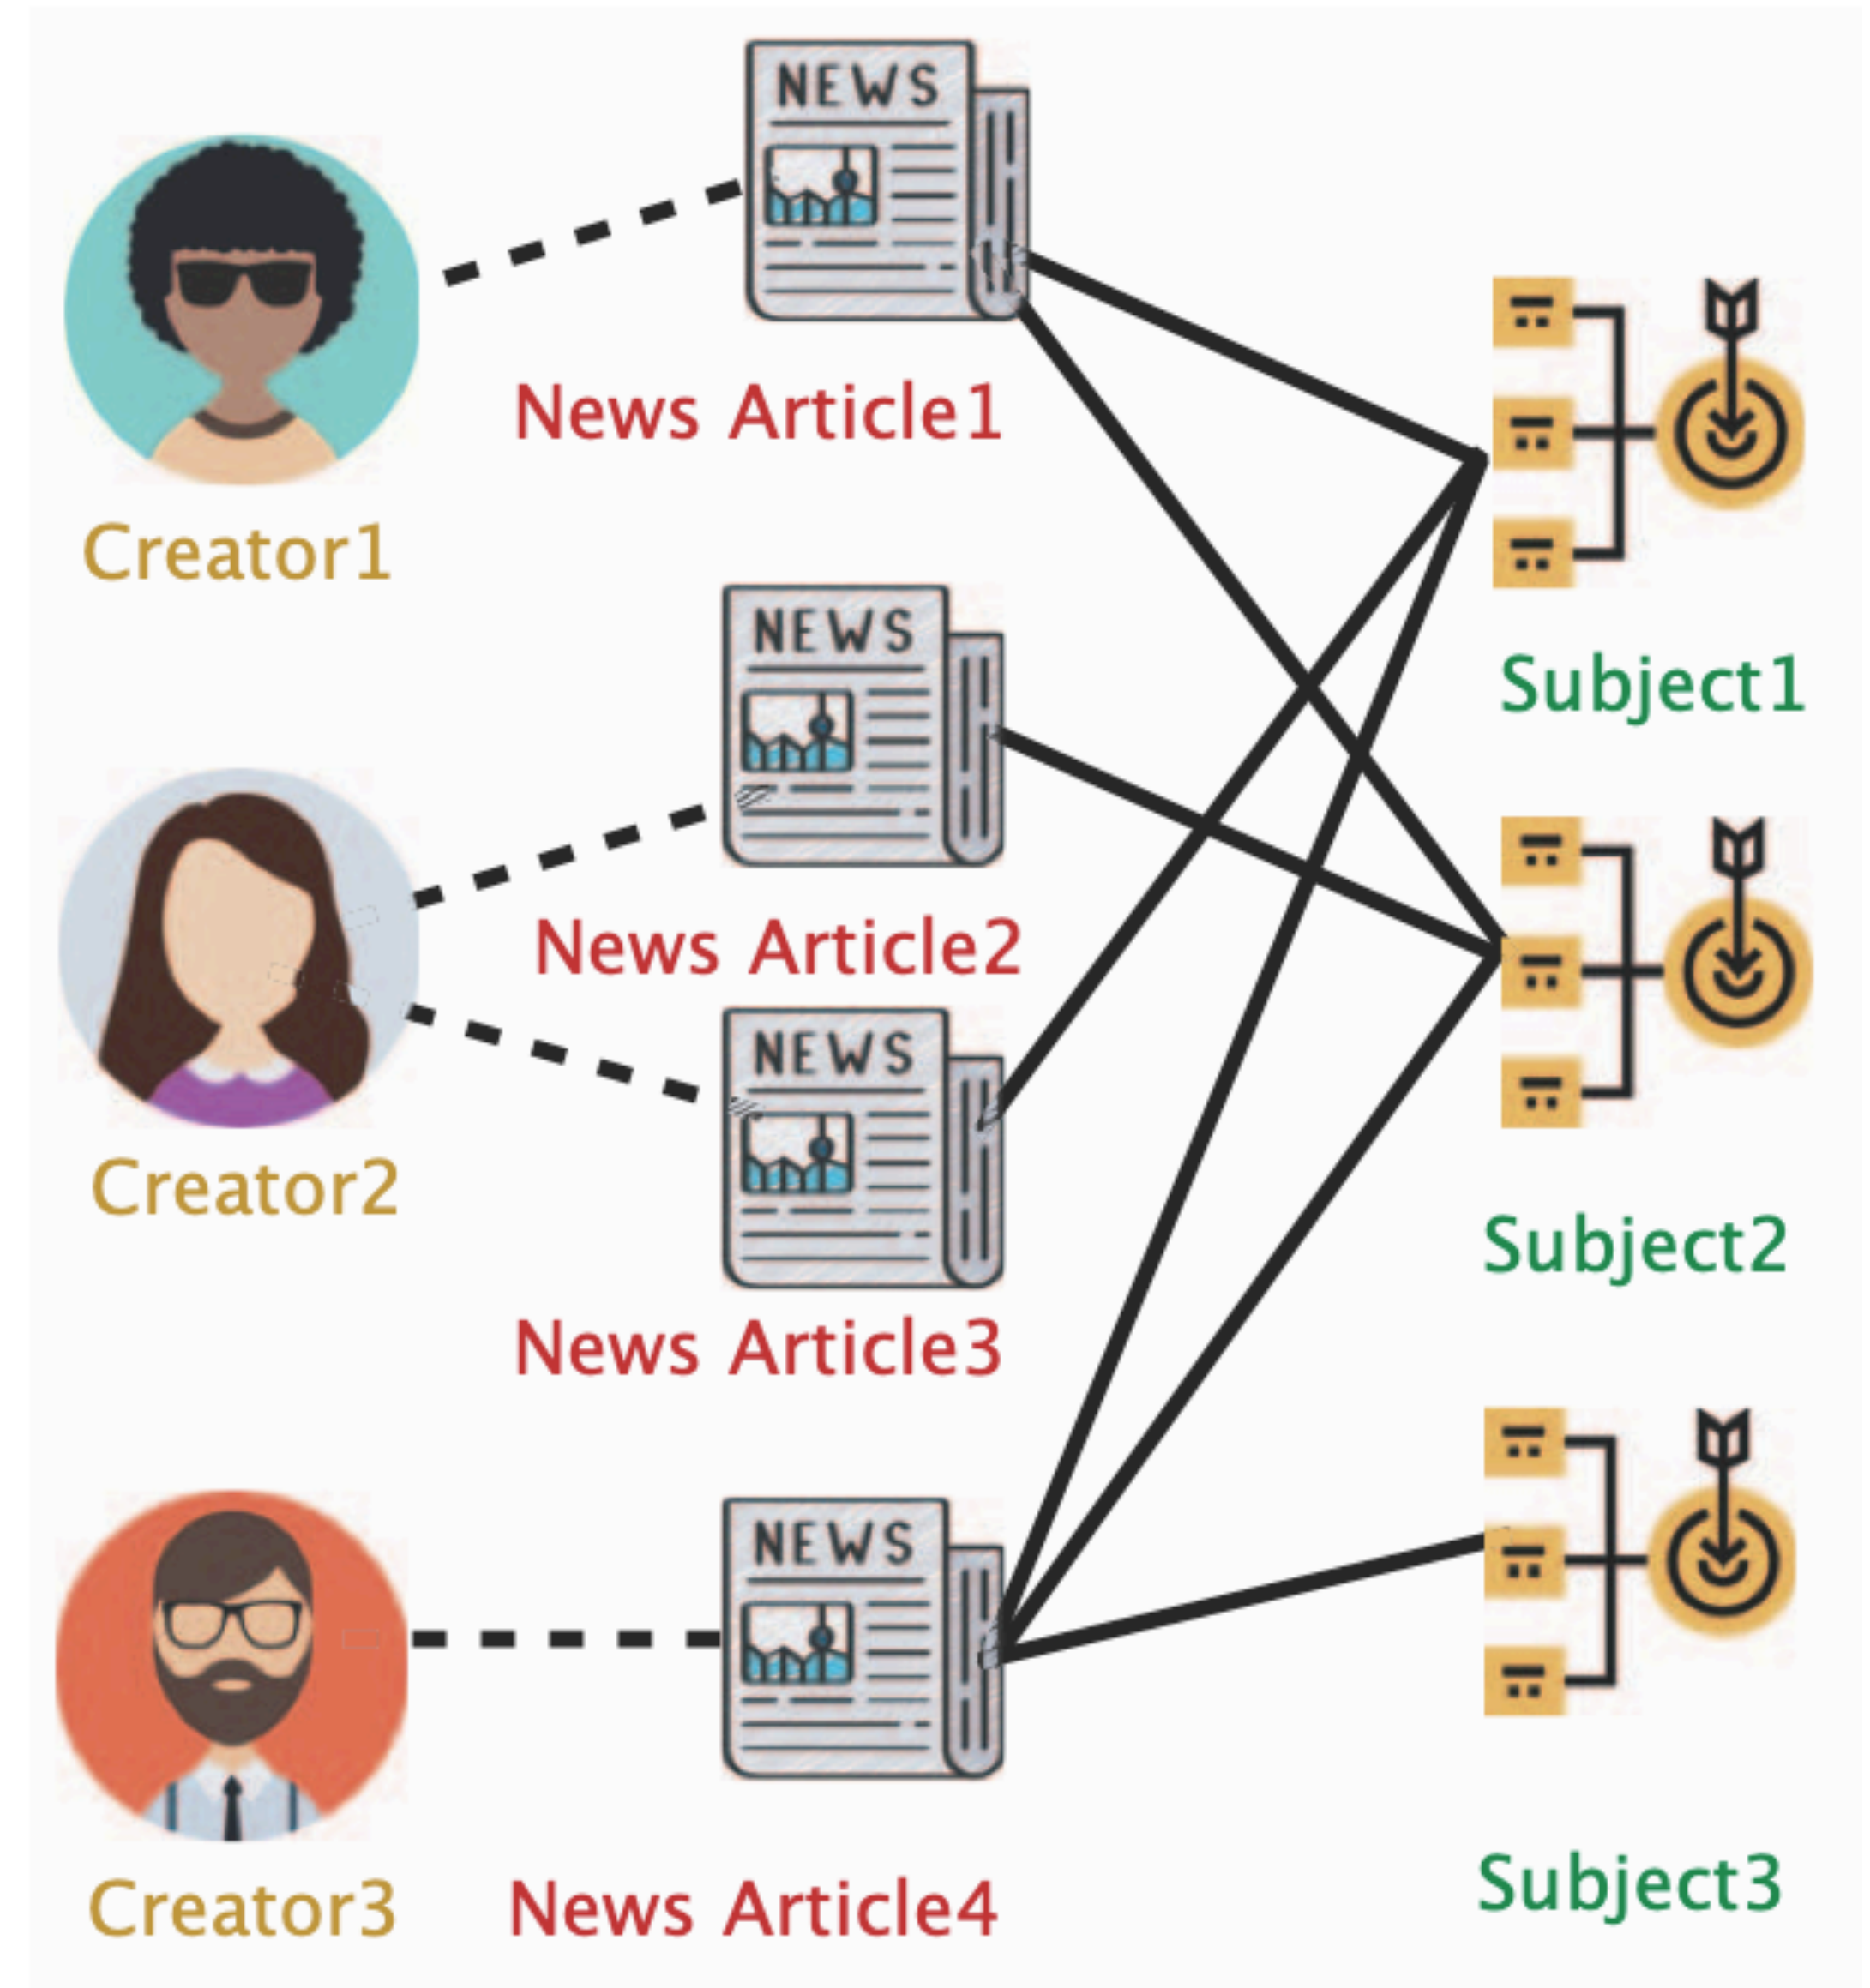 NEWS
News Article1
Creator1
Subject1
NEWS
News Article2
Creator2
Subject2
NEWS
News Article3
NEWS
News Article4
Creator3
Subject3